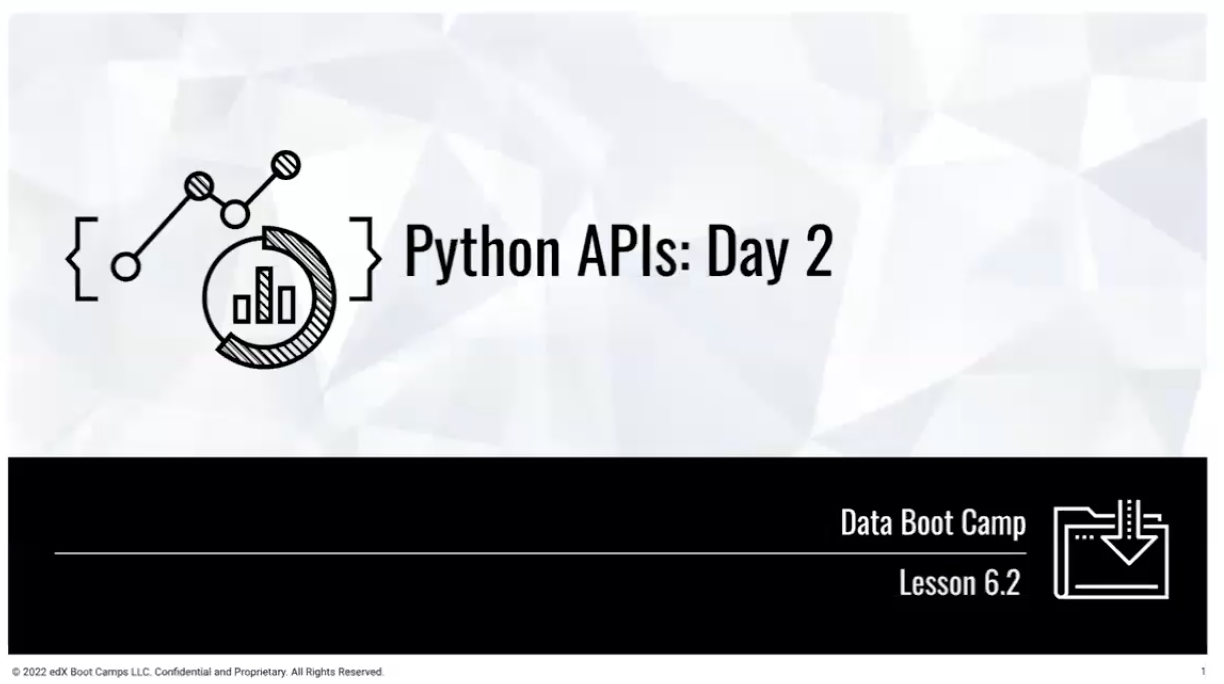 Python APIs: Day 2
Data Boot Camp
Lesson 6.2
© 2022 edX Boot Camps LLC. Confidential and Proprietary. All Rights Reserved.
1